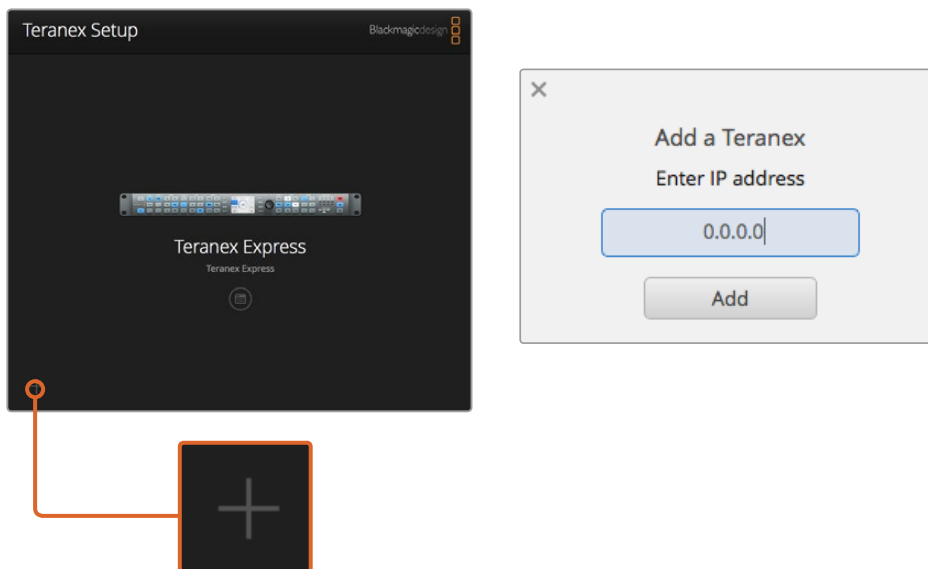 Teranex Setup
Blackmagicdesign
Teranex Express
Teranex Express
Add a Teranex
Enter IP address
0.0.0.0
Add